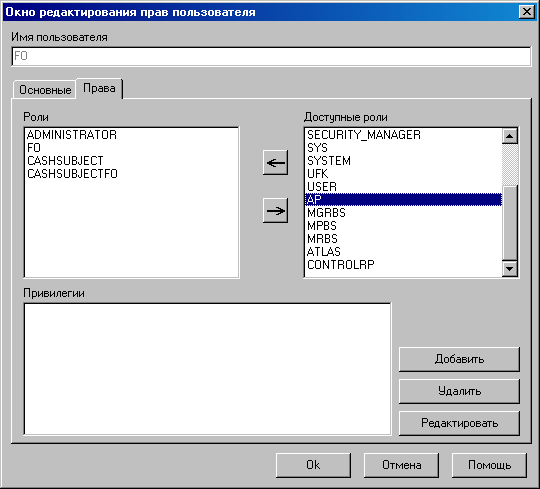 Окно редактирования прав пользователя
Имя пользователя
FO
Основные
Права
Роли
ADMINISTRATOR
FO
CASHSUBJECT
CASHSUBJECTFO
Доступные роли
SECURITY_MANAGER
SYS
SYSTEM
UFK
USER
AP
MGRBS
MPBS
MRBS
ATLAS
CONTROLRP
Привилегии
Добавить
Удалить
Редактировать
Ok
Отмена
Помощь